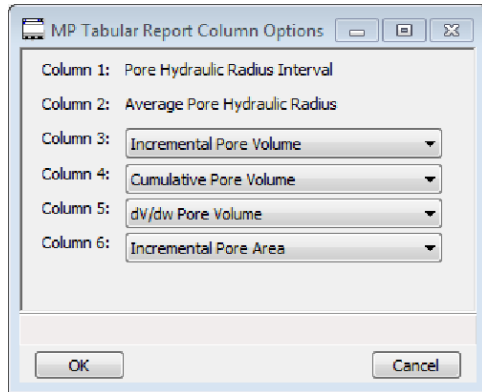 MP Tabular Report Column Options
Column 1: Pore Hydraulic Radius Interval
Column 2: Average Pore Hydraulic Radius
Column 3: Incremental Pore Volume
Column 4: Cumulative Pore Volume
Column 5: dV/dw Pore Volume
Column 6: Incremental Pore Area
OK Cancel